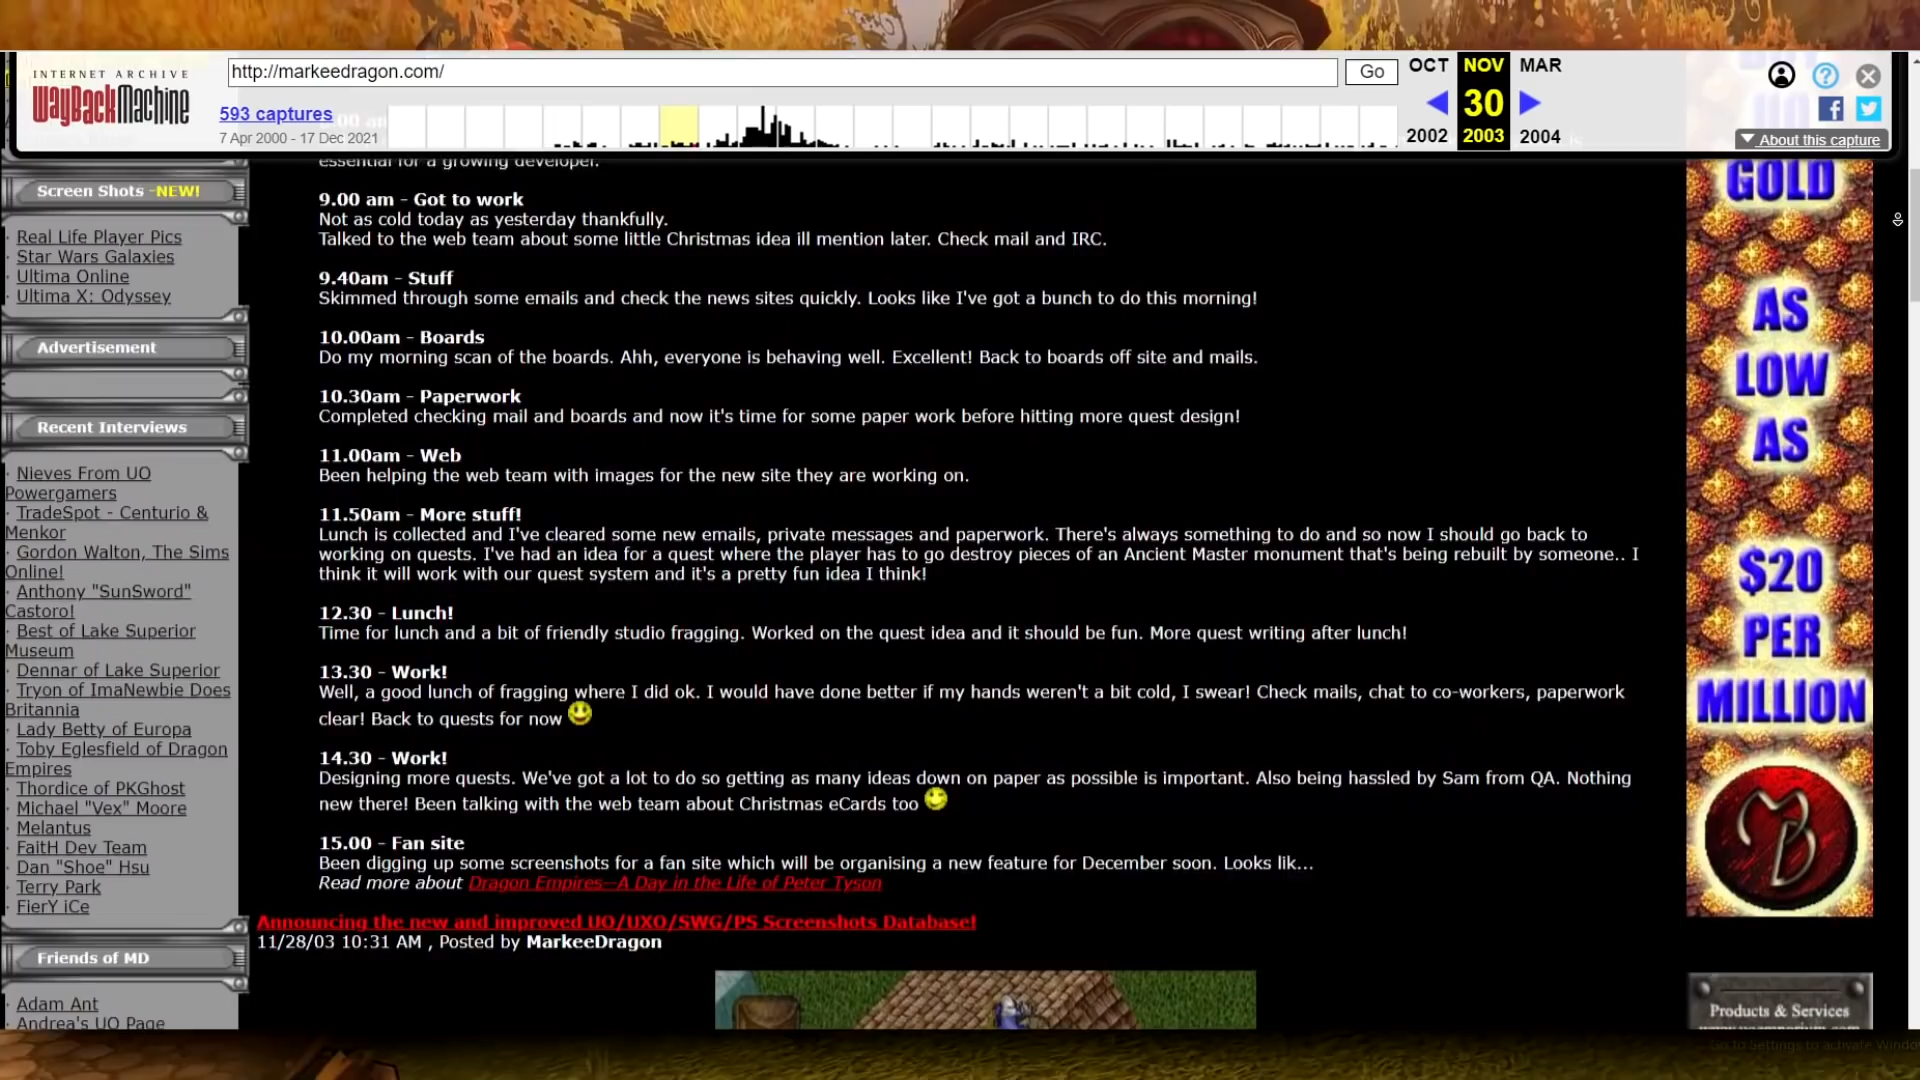 INTERNET ARCHIVE
WayBackMachine
http://markeedragon.com/
Go
OCT
NOV
MAR
593 captures
30
7 Apr 2000 - 17 Dec 2021
2002
2003
2004
About this capture
essential for a growing developer.
Screen Shots -NEW!
Real Life Player Pics
Star Wars Galaxies
Ultima Online
Ultima X: Odyssey
Advertisement
Recent Interviews
Nieves From UO
Powergamers
TradeSpot - Centurio &
Menkor
Gordon Walton, The Sims
Online!
Anthony "SunSword"
Castoro!
Best of Lake Superior
Museum
Dennar of Lake Superior
Tryon of ImaNewbie Does
Britannia
Lady Betty of Europa
Toby Eglesfield of Dragon
Empires
Thordice of PKGhost
Michael "Vex" Moore
Melantus
FaitH Dev Team
Dan "Shoe" Hsu
Terry Park
FierY iCe
Friends of MD
Adam Ant
Andrea's UO Page
9.00 am - Got to work
Not as cold today as yesterday thankfully.
Talked to the web team about some little Christmas idea ill mention later. Check mail and IRC.
9.40am - Stuff
Skimmed through some emails and check the news sites quickly. Looks like I've got a bunch to do this morning!
10.00am - Boards
Do my morning scan of the boards. Ahh, everyone is behaving well. Excellent! Back to boards off site and mails.
10.30am - Paperwork
Completed checking mail and boards and now it's time for some paper work before hitting more quest design!
11.00am - Web
Been helping the web team with images for the new site they are working on.
11.50am - More stuff!
Lunch is collected and I've cleared some new emails, private messages and paperwork. There's always something to do and so now I should go back to
working on quests. I've had an idea for a quest where the player has to go destroy pieces of an Ancient Master monument that's being rebuilt by someone.. I
think it will work with our quest system and it's a pretty fun idea I think!
12.30 - Lunch!
Time for lunch and a bit of friendly studio fragging. Worked on the quest idea and it should be fun. More quest writing after lunch!
13.30 - Work!
Well, a good lunch of fragging where I did ok. I would have done better if my hands weren't a bit cold, I swear! Check mails, chat to co-workers, paperwork
clear! Back to quests for now
14.30 - Work!
Designing more quests. We've got a lot to do so getting as many ideas down on paper as possible is important. Also being hassled by Sam from QA. Nothing
new there! Been talking with the web team about Christmas eCards too
15.00 - Fan site
Been digging up some screenshots for a fan site which will be organising a new feature for December soon. Looks lik...
Read more about Dragon Empires—A Day in the Life of Peter Tyson
Announcing the new and improved UO/UXO/SWG/PS Screenshots Database!
11/28/03 10:31 AM , Posted by MarkeeDragon
GOLD
AS
LOW
AS
$20
PER
MILLION
Products & Services
Go to Settings to activate Windo